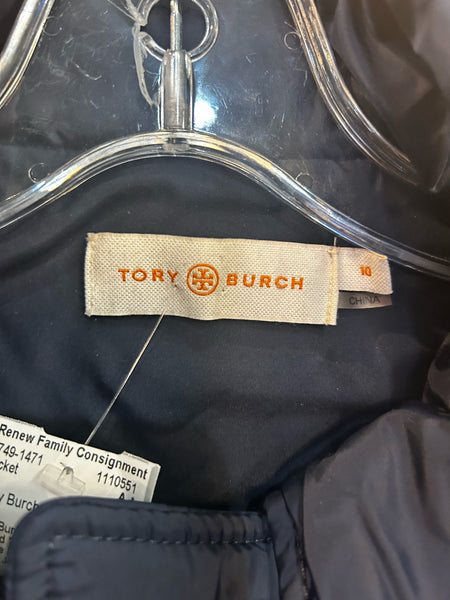 TORY BURCH
10
CHINA
Renew Family Consignment
749-1471
cket 1110551
y Burch